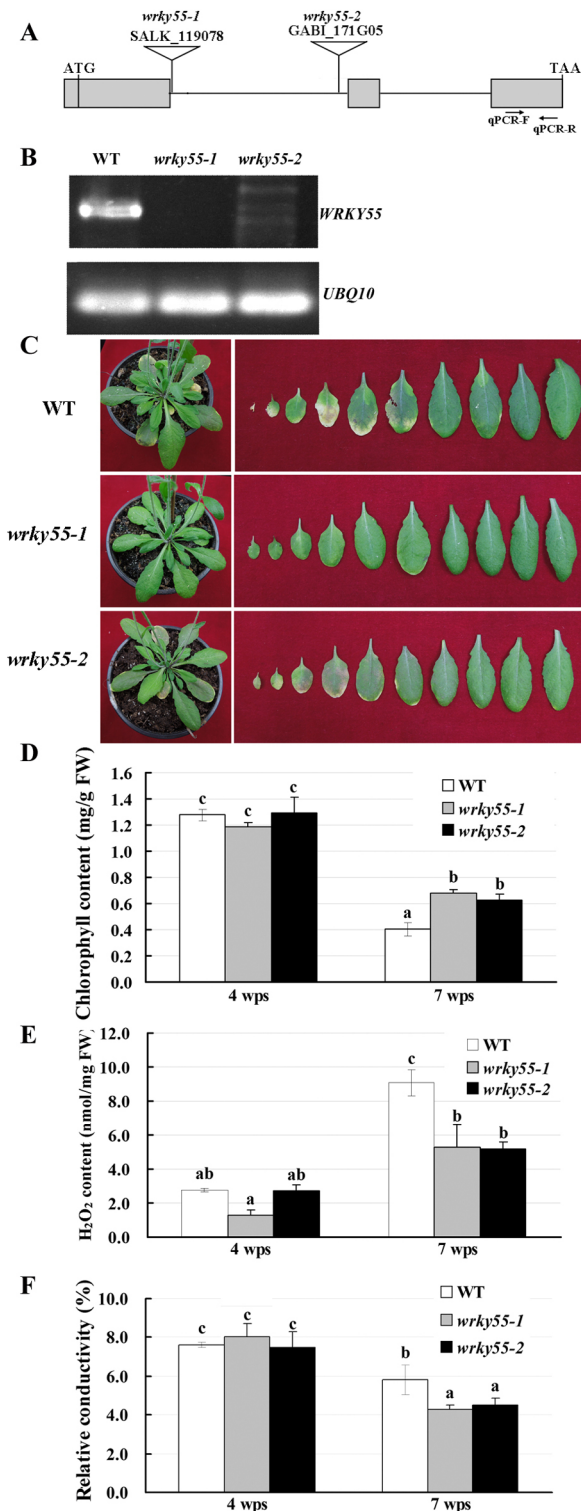 A
wrky55-1
SALK_119078
wrky55-2
GABI_171G05
ATG
TAA
qPCR-F
qPCR-R
B
WT
wrky55-1
wrky55-2
WRKY55
UBQ10
C
WT
wrky55-1
wrky55-2
D
Chlorophyll content (mg/g FW)
1.6
1.4
1.2
1.0
0.8
0.6
0.4
0.2
0.0
c
c
c
a
b
b
WT
wrky55-1
wrky55-2
4 wps
7 wps
E
H₂O₂ content (nmol/mg FW)
12.0
10.0
8.0
6.0
4.0
2.0
0.0
ab
a
ab
c
b
b
WT
wrky55-1
wrky55-2
4 wps
7 wps
F
Relative conductivity (%)
10.0
8.0
6.0
4.0
2.0
0.0
c
c
c
b
a
a
WT
wrky55-1
wrky55-2
4 wps
7 wps